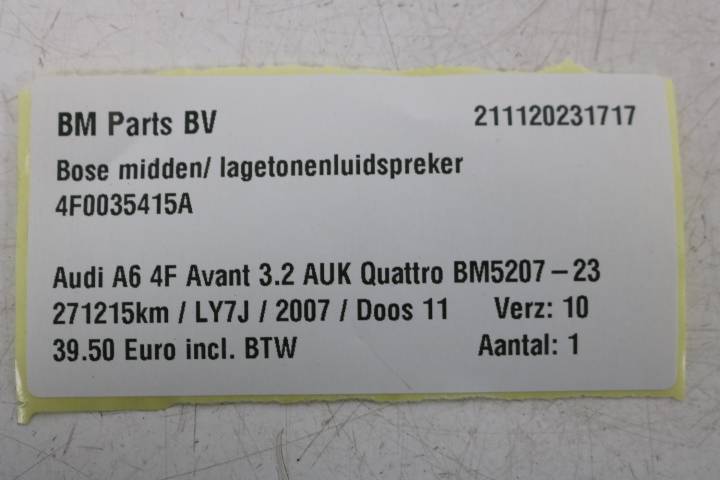 BM Parts BV 211120231717
Bose midden/ lagetonenluidspreker
4F0035415A
Audi A6 4F Avant 3.2 AUK Quattro BM5207-23
271215km / LY7J / 2007 / Doos 11 Verz: 10
39.50 Euro incl. BTW Aantal: 1